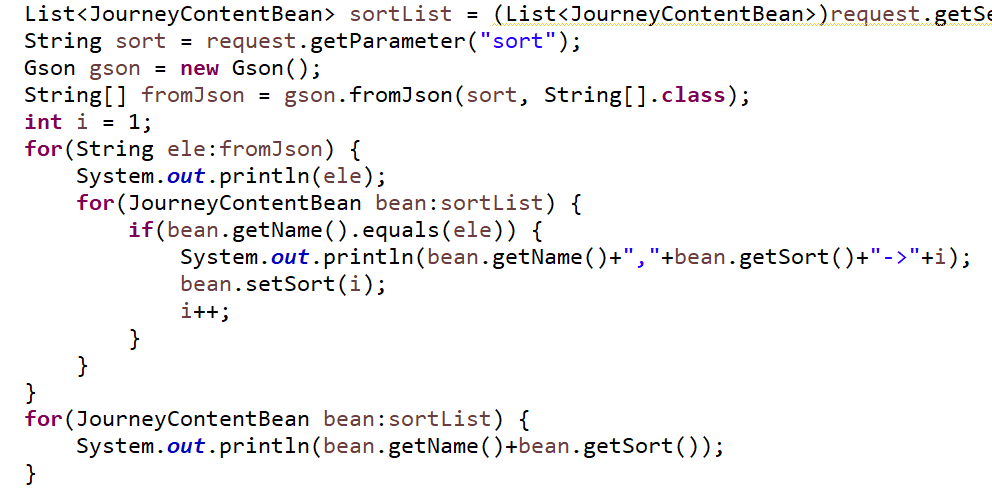 List<JourneyContentBean> sortList = (List<JourneyContentBean>)request.getSe
String sort = request.getParameter("sort");
Gson gson = new Gson();
String[] fromJson = gson.fromJson(sort, String[].class);
int i = 1;
for(String ele:fromJson) {
    System.out.println(ele);
    for(JourneyContentBean bean:sortList) {
        if(bean.getName().equals(ele)) {
            System.out.println(bean.getName()+","+bean.getSort()+"->"+i);
            bean.setSort(i);
            i++;
        }
    }
}
for(JourneyContentBean bean:sortList) {
    System.out.println(bean.getName()+bean.getSort());
}